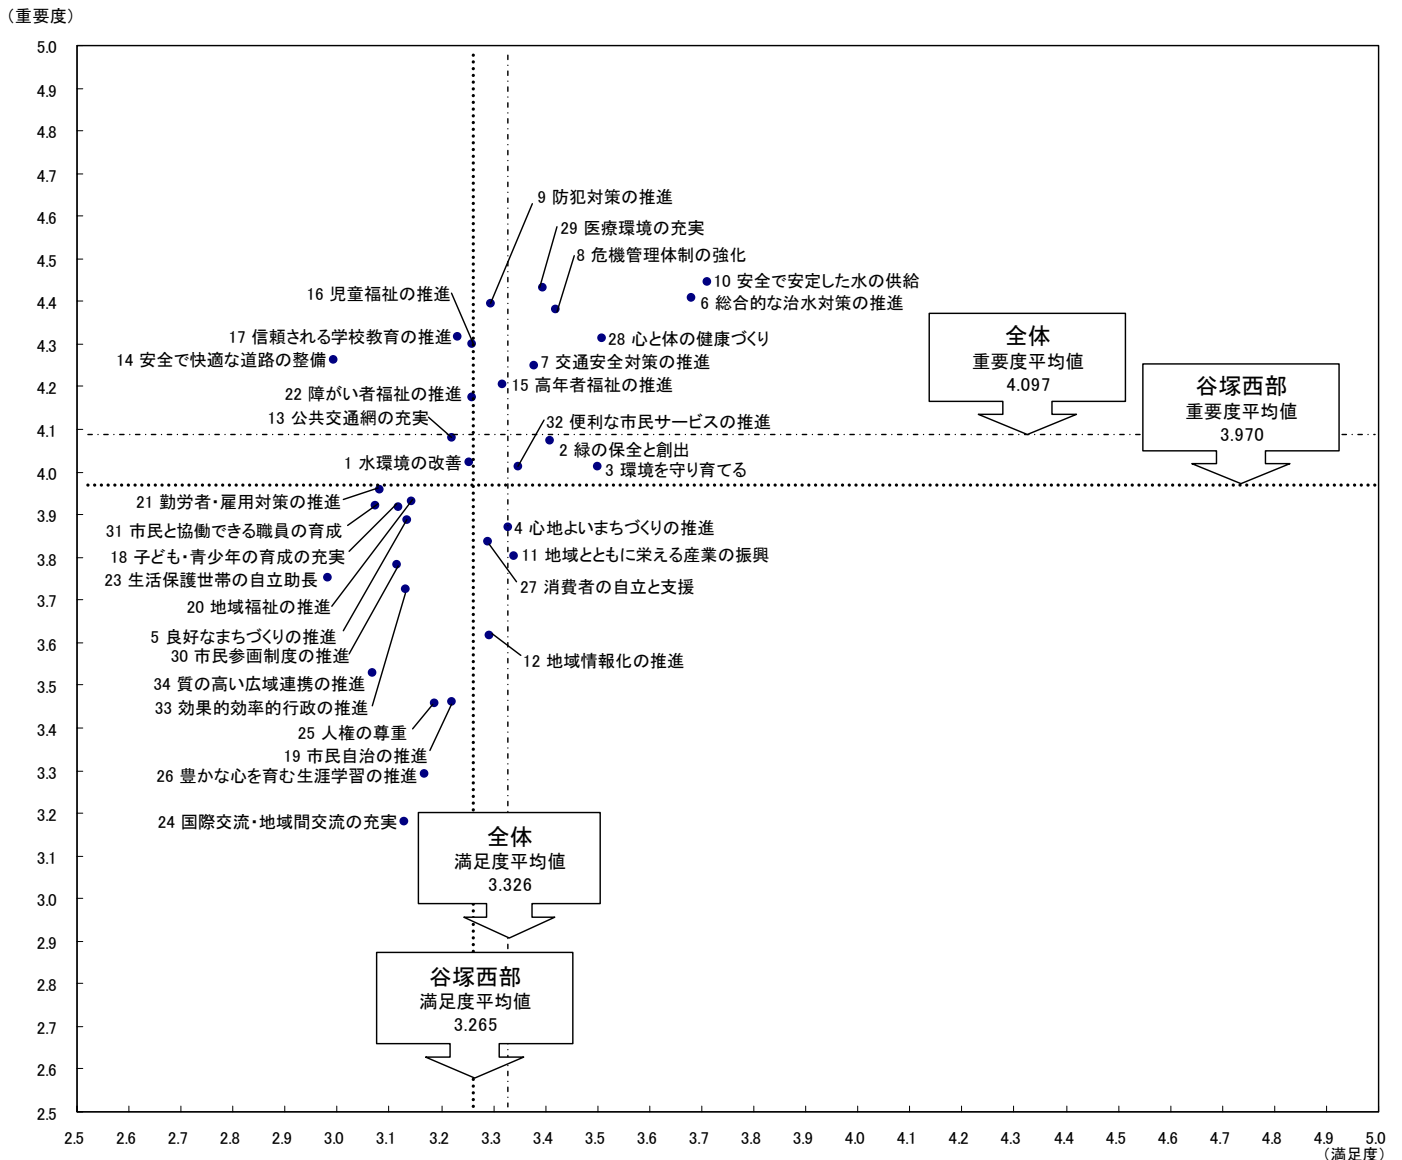 (重要度)
5.0
4.9
4.8
4.7
4.6
4.5
4.4
4.3
4.2
4.1
4.0
3.9
3.8
3.7
3.6
3.5
3.4
3.3
3.2
3.1
3.0
2.9
2.8
2.7
2.6
2.5
9 防犯対策の推進
29 医療環境の充実
8 危機管理体制の強化
10 安全で安定した水の供給
16 児童福祉の推進
6 総合的な治水対策の推進
17 信頼される学校教育の推進
28 心と体の健康づくり
14 安全で快適な道路の整備
7 交通安全対策の推進
15 高年者福祉の推進
22 障がい者福祉の推進
13 公共交通網の充実
32 便利な市民サービスの推進
2 緑の保全と創出
1 水環境の改善
3 環境を守り育てる
全体
重要度平均値
4.097
谷塚西部
重要度平均値
3.970
21 勤労者・雇用対策の推進
31 市民と協働できる職員の育成
4 心地よいまちづくりの推進
18 子ども・青少年の育成の充実
11 地域とともに栄える産業の振興
23 生活保護世帯の自立助長
27 消費者の自立と支援
20 地域福祉の推進
5 良好なまちづくりの推進
30 市民参画制度の推進
12 地域情報化の推進
34 質の高い広域連携の推進
33 効果的効率的行政の推進
25 人権の尊重
19 市民自治の推進
26 豊かな心を育む生涯学習の推進
24 国際交流・地域間交流の充実
全体
満足度平均値
3.326
谷塚西部
満足度平均値
3.265
2.5 2.6 2.7 2.8 2.9 3.0 3.1 3.2 3.3 3.4 3.5 3.6 3.7 3.8 3.9 4.0 4.1 4.2 4.3 4.4 4.5 4.6 4.7 4.8 4.9 5.0
(満足度)